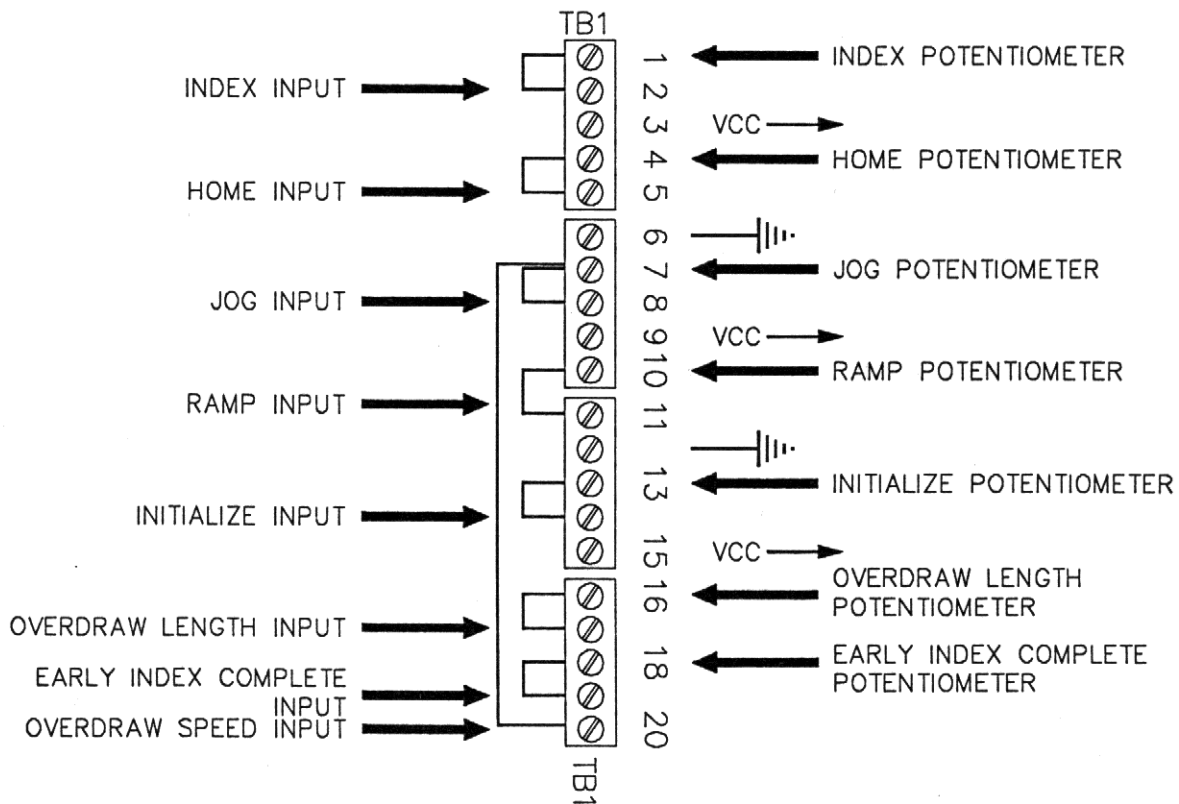 TB1
INDEX INPUT
HOME INPUT
JOG INPUT
RAMP INPUT
INITIALIZE INPUT
OVERDRAW LENGTH INPUT
EARLY INDEX COMPLETE
INPUT
OVERDRAW SPEED INPUT
1
2
3
4
5
6
7
8
9
10
11
13
15
16
18
20
INDEX POTENTIOMETER
VCC
HOME POTENTIOMETER
JOG POTENTIOMETER
VCC
RAMP POTENTIOMETER
INITIALIZE POTENTIOMETER
VCC
OVERDRAW LENGTH
POTENTIOMETER
EARLY INDEX COMPLETE
POTENTIOMETER
TB1